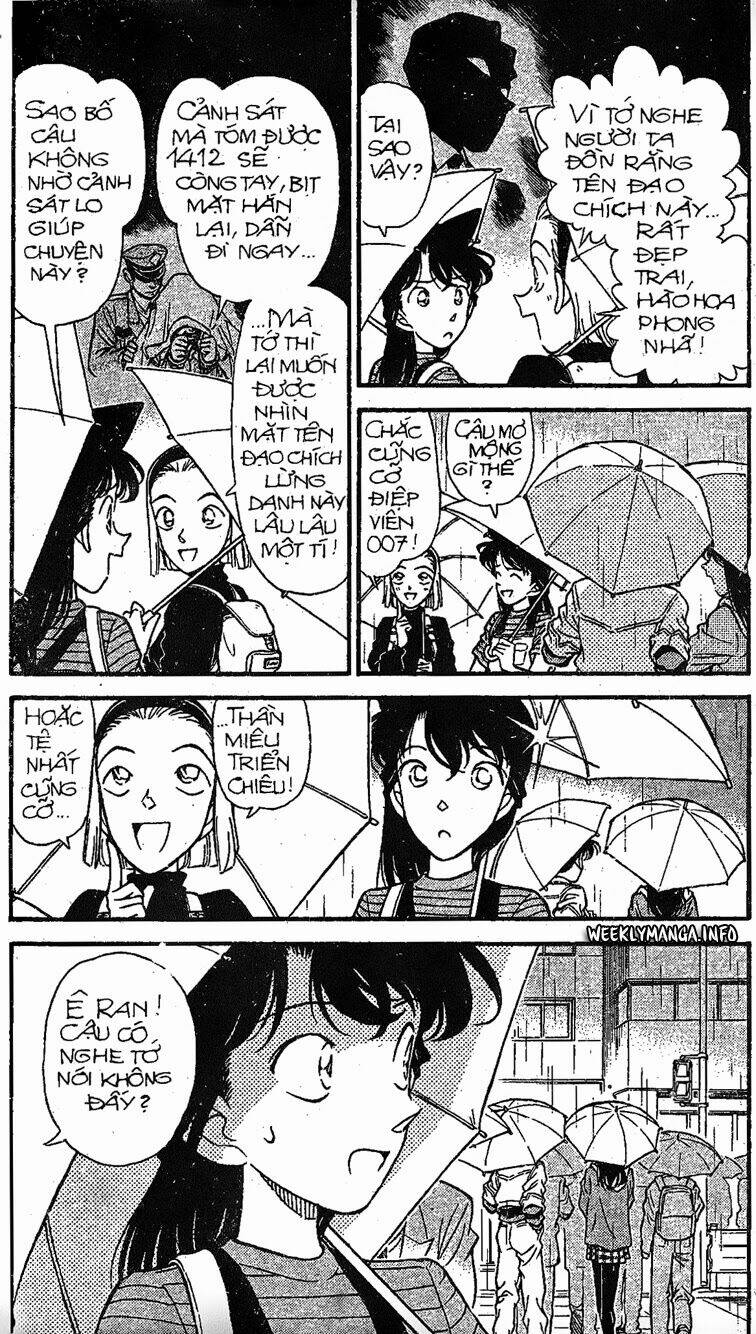 SAO BỐ
CẬU
KHÔNG
NHỜ CẢNH
SÁT LO
GIÚP
CHUYỆN
NÀY?
CẢNH SÁT
MÀ TÓM ĐƯỢC
1412 SẼ
CÒNG TAY, BỊT
MẶT HẮN
LẠI, DẪN
ĐI NGAY...
...MÀ
TỚ THÌ
LẠI MUỐN
ĐƯỢC
NHÌN
MẶT TÊN
ĐẠO CHÍCH
LỪNG
DANH NÀY
LÂU LÂU
MỘT TÍ!
TẠI
SAO
VẬY?
VÌ TỚ NGHE
NGƯỜI TA
ĐỒN RẰNG
TÊN ĐẠO
CHÍCH NÀY...
RẤT
ĐẸP
TRAI,
HÀO HOA
PHONG
NHÃ!
CHẮC
CŨNG
CỠ
ĐIỆP
VIÊN
007!
CẬU MƠ
MỘNG
GÌ THẾ
?
HOẶC
TỆ
NHẤT
CŨNG
CỠ...
...THẦN
MIÊU
TRIỂN
CHIÊU!
WEEKLYMANGA.INFO
Ê RAN!
CẬU CÓ
NGHE TỚ
NÓI KHÔNG
ĐẤY?